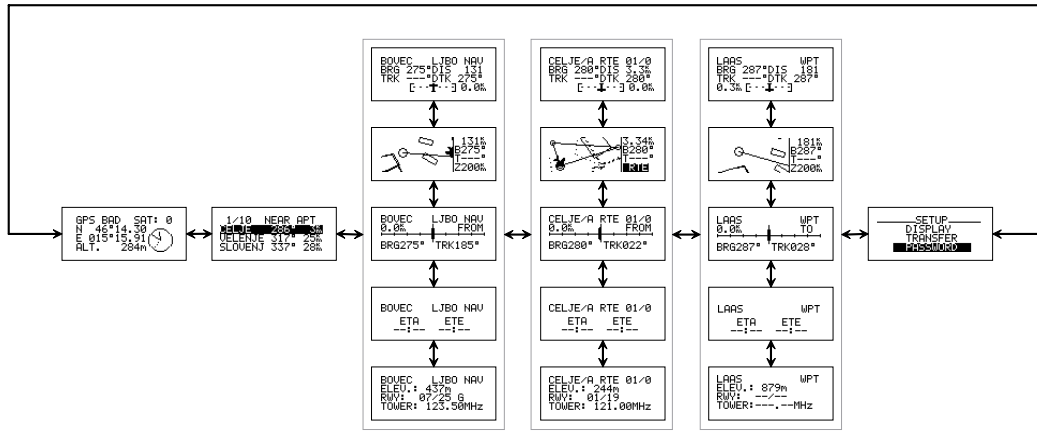 BOVEC LJBO NAV
BRG 275° DIS 131
TRK ---° DTK 275°
[--·--] 0.0‰
CELJE/A RTE 01/0
BRG 280° DIS 3.3‰
TRK ---° DTK 280°
[--·--] 0.0‰
LAAS WPT
BRG 287° DIS 181
TRK ---° DTK 287°
0.3‰ [--·--]
131
B275°
T---°
Z200
3.34
B280°
T---°
RTE
181
B287°
T---°
Z200
GPS BAD SAT: 0
N 46°14.30
E 015°15.91
ALT. 284m
1/10 NEAR APT
CELJE 286° 3
VELENJE 317° 25
SLOVENJ 337° 28
BOVEC LJBO NAV
0.0 FROM
BRG275° TRK185°
CELJE/A RTE 01/0
0.0 FROM
BRG280° TRK022°
LAAS WPT
0.0 TO
BRG287° TRK028°
SETUP
DISPLAY
TRANSFER
PASSWORD
BOVEC LJBO NAV
ETA ETE
--:-- --:--
CELJE/A RTE 01/0
ETA ETE
--:-- --:--
LAAS WPT
ETA ETE
--:-- --:--
BOVEC LJBO NAV
ELEV.: 437m
RWY: 07/25 G
TOWER: 123.50MHz
CELJE/A RTE 01/0
ELEV.: 244m
RWY: 01/19
TOWER: 121.00MHz
LAAS WPT
ELEV.: 879m
RWY: --/--
TOWER:---.--MHz